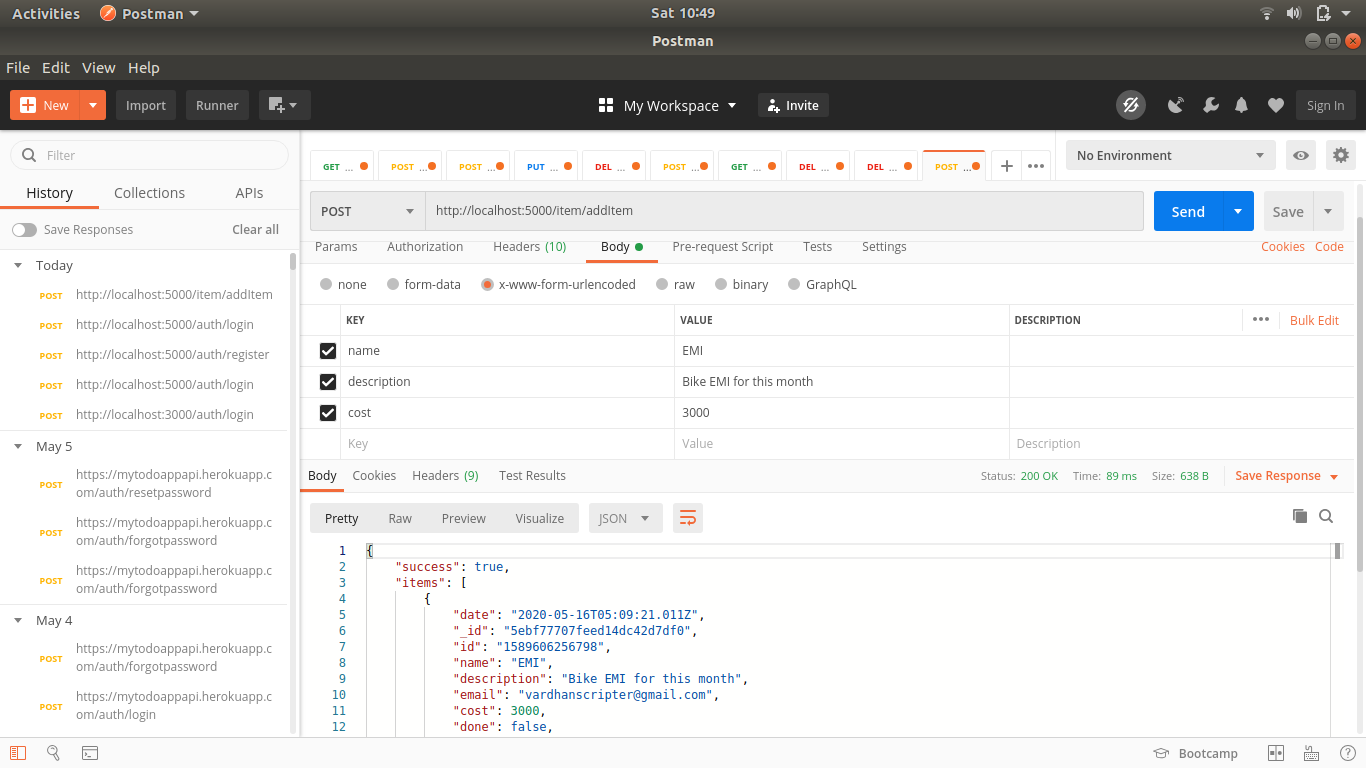 Activities Postman Sat 10:49
Postman
File Edit View Help
New Import Runner My Workspace Invite Sign In
Filter
History Collections APIs
Save Responses Clear all
Today
POST http://localhost:5000/item/addItem
POST http://localhost:5000/auth/login
POST http://localhost:5000/auth/register
POST http://localhost:5000/auth/login
POST http://localhost:3000/auth/login
May 5
POST https://mytodoappapi.herokuapp.c
om/auth/resetpassword
POST https://mytodoappapi.herokuapp.c
om/auth/forgotpassword
POST https://mytodoappapi.herokuapp.c
om/auth/forgotpassword
May 4
POST https://mytodoappapi.herokuapp.c
om/auth/forgotpassword
POST https://mytodoappapi.herokuapp.c
om/auth/login
GET ... POST ... POST ... PUT ... DEL ... POST ... GET ... DEL ... DEL ... POST ... No Environment
POST http://localhost:5000/item/addItem Send Save
Params Authorization Headers (10) Body Pre-request Script Tests Settings Cookies Code
none form-data x-www-form-urlencoded raw binary GraphQL
KEY VALUE DESCRIPTION Bulk Edit
name EMI
description Bike EMI for this month
cost 3000
Key Value Description
Body Cookies Headers (9) Test Results Status: 200 OK Time: 89 ms Size: 638 B Save Response
Pretty Raw Preview Visualize JSON
1 {
2 "success": true,
3 "items": [
4 {
5 "date": "2020-05-16T05:09:21.011Z",
6 "_id": "5ebf77707feed14dc42d7df0",
7 "id": "1589606256798",
8 "name": "EMI",
9 "description": "Bike EMI for this month",
10 "email": "vardhanscripter@gmail.com",
11 "cost": 3000,
12 "done": false,
Bootcamp